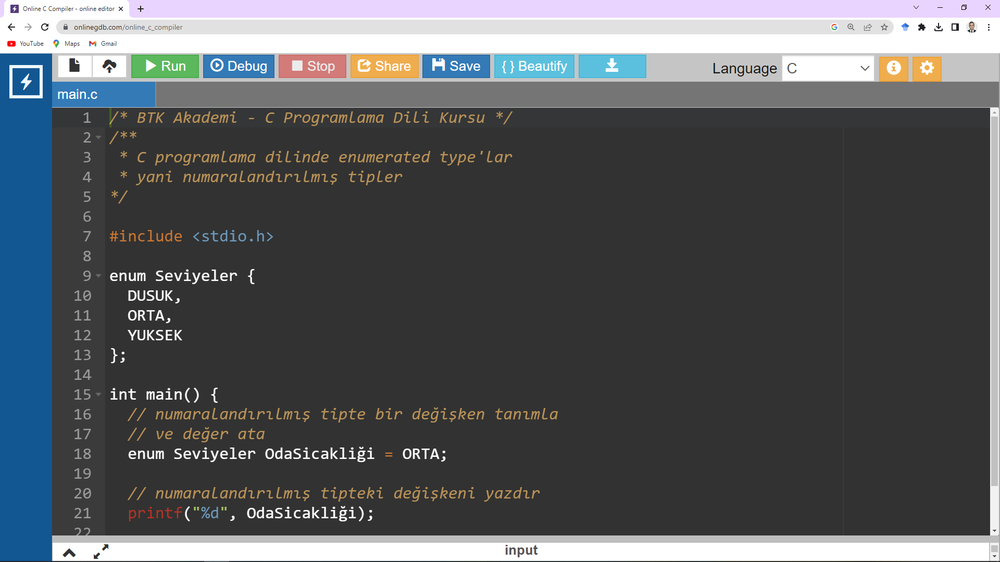 Online C Compiler - online editor
onlinegdb.com/online_c_compiler
YouTube Maps Gmail
Run Debug Stop Share Save { } Beautify Language C
main.c
1 /* BTK Akademi - C Programlama Dili Kursu */
2 /**
3 * C programlama dilinde enumerated type'lar
4 * yani numaralandırılmış tipler
5 */
6
7 #include <stdio.h>
8
9 enum Seviyeler {
10 DUSUK,
11 ORTA,
12 YUKSEK
13 };
14
15 int main() {
16 // numaralandırılmış tipte bir değişken tanımla
17 // ve değer ata
18 enum Seviyeler OdaSicakliği = ORTA;
19
20 // numaralandırılmış tipteki değişkeni yazdır
21 printf("%d", OdaSicakliği);
22
input